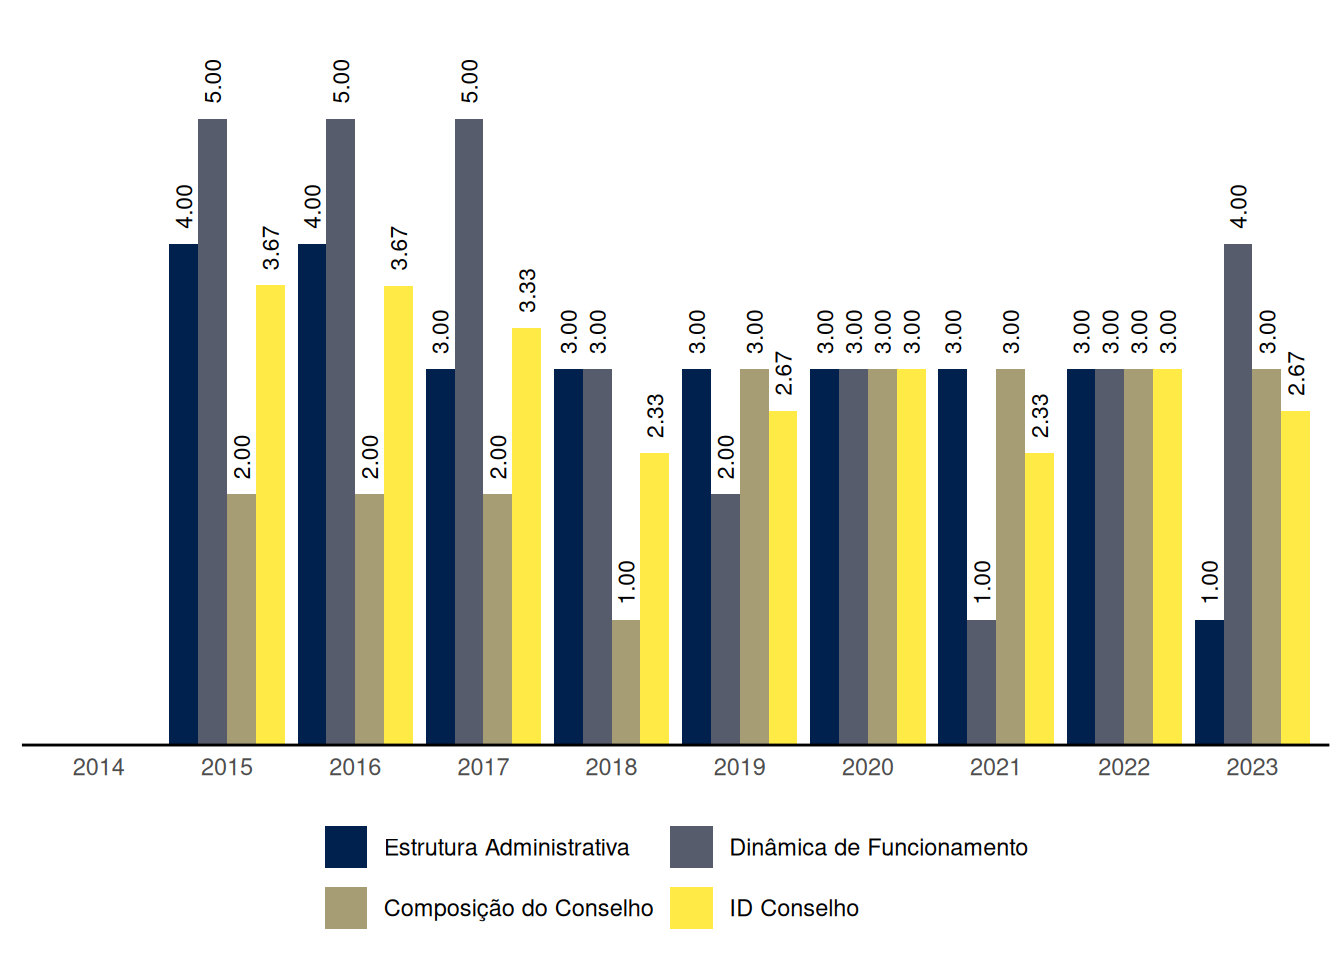 4.00 5.00 2.00 3.67
4.00 5.00 2.00 3.67
3.00 5.00 2.00 3.33
3.00 3.00 1.00 2.33
3.00 2.00 3.00 2.67
3.00 3.00 3.00 3.00
3.00 1.00 3.00 2.33
3.00 3.00 3.00 3.00
1.00 4.00 3.00 2.67
2014 2015 2016 2017 2018 2019 2020 2021 2022 2023
Estrutura Administrativa Dinâmica de Funcionamento
Composição do Conselho ID Conselho